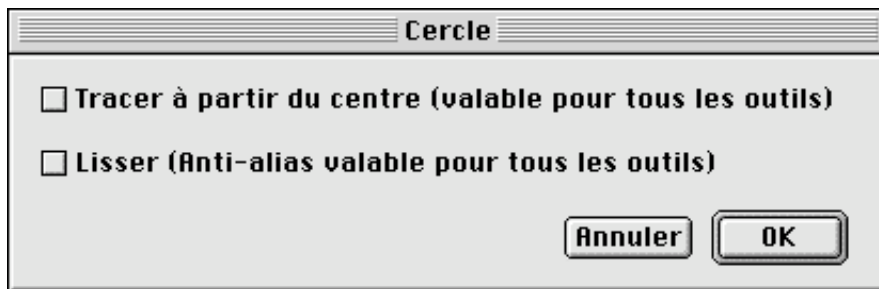 Cercle
Tracer à partir du centre (valable pour tous les outils)
Lisser (Anti-alias valable pour tous les outils)
Annuler OK